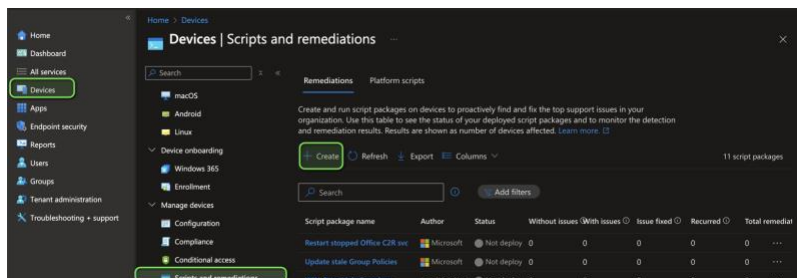 Home > Devices
Devices | Scripts and remediations
Home
Dashboard
All services
Devices
Apps
Endpoint security
Reports
Users
Groups
Tenant administration
Troubleshooting + support
Search
macOS
Android
Linux
Device onboarding
Windows 365
Enrollment
Manage devices
Configuration
Compliance
Conditional access
Scripts and remediations
Remediations Platform scripts
Create and run script packages on devices to proactively find and fix the top support issues in your
organization. Use this table to see the status of your deployed script packages and to monitor the detection
and remediation results. Results are shown as number of devices affected. Learn more.
Create Refresh Export Columns 11 script packages
Search Add filters
Script package name Author Status Without issues With issues Issue fixed Recurred Total remediat
Restart stopped Office C2R svc Microsoft Not deploy 0 0 0 0 0 ...
Update stale Group Policies Microsoft Not deploy 0 0 0 0 0 ...